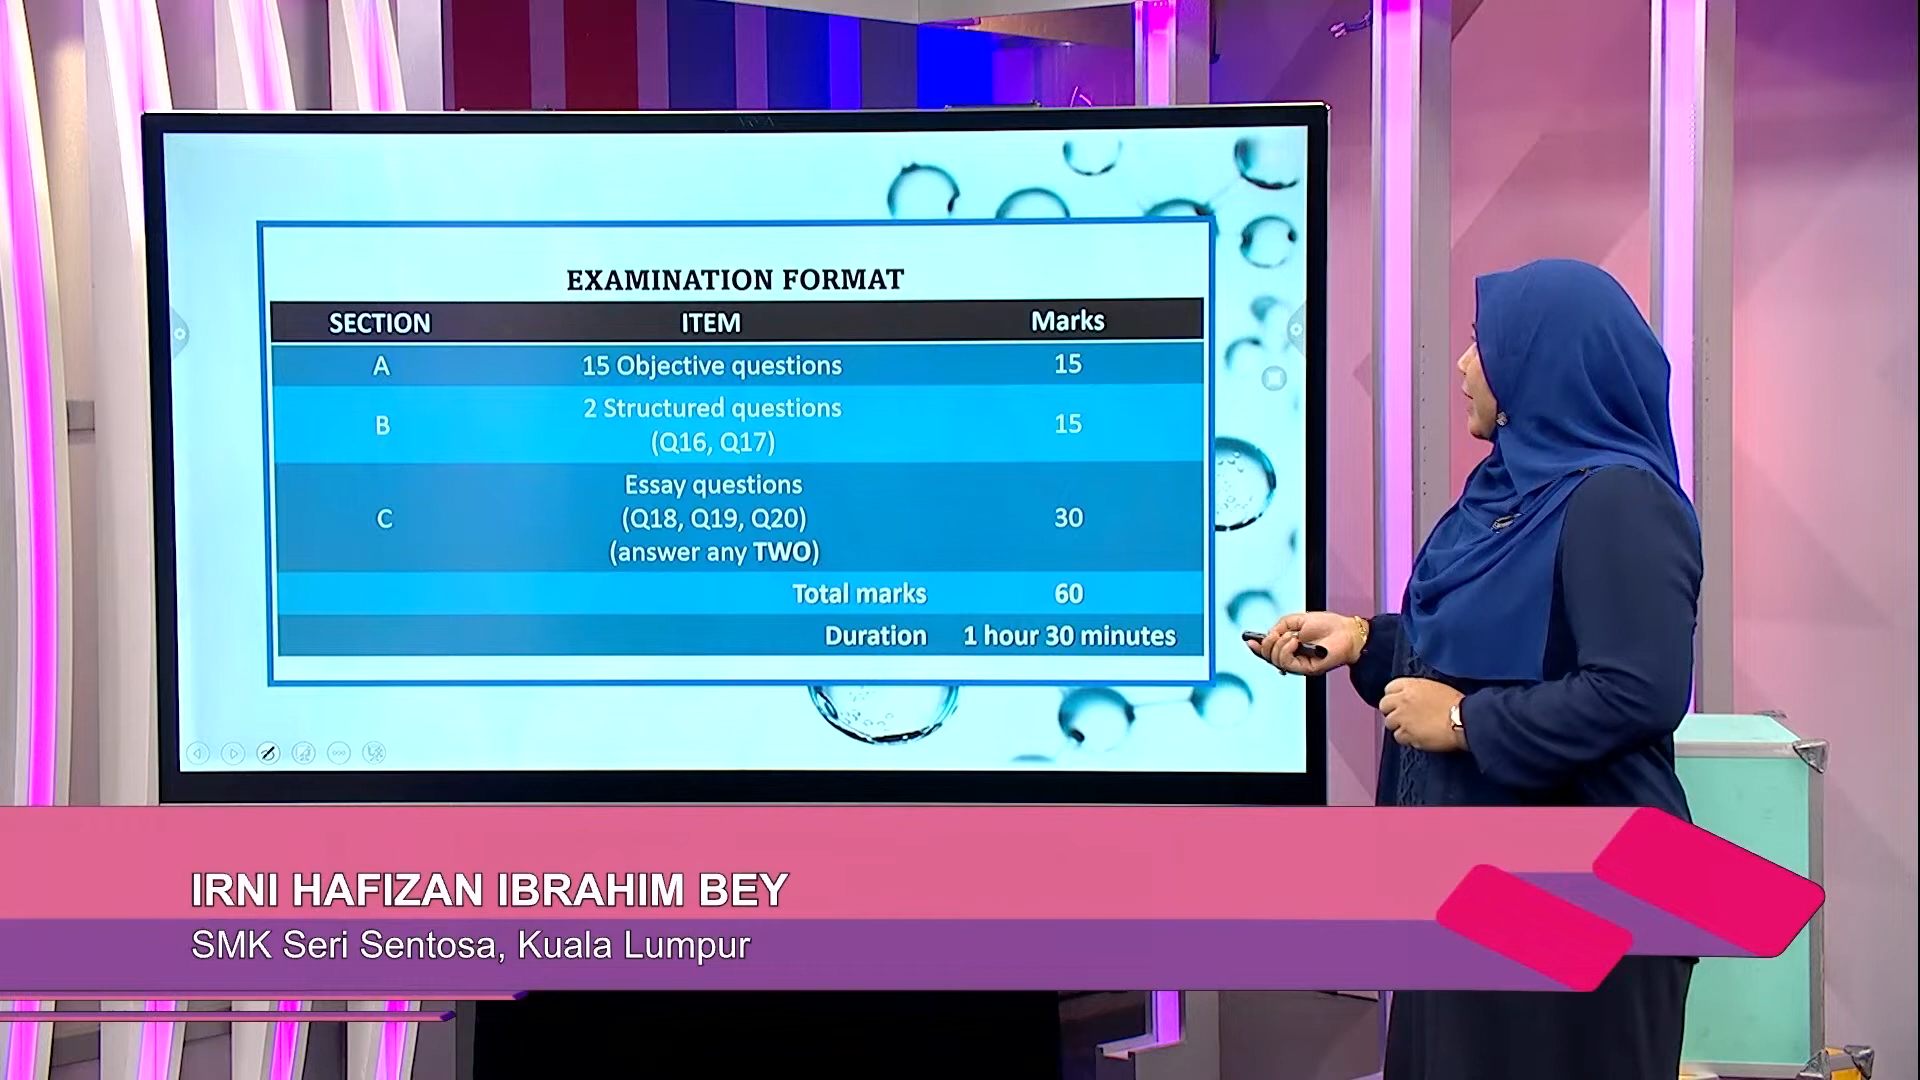 EXAMINATION FORMAT
SECTION ITEM Marks
A 15 Objective questions 15
B 2 Structured questions (Q16, Q17) 15
C Essay questions (Q18, Q19, Q20) (answer any TWO) 30
Total marks 60
Duration 1 hour 30 minutes
IRNI HAFIZAN IBRAHIM BEY
SMK Seri Sentosa, Kuala Lumpur